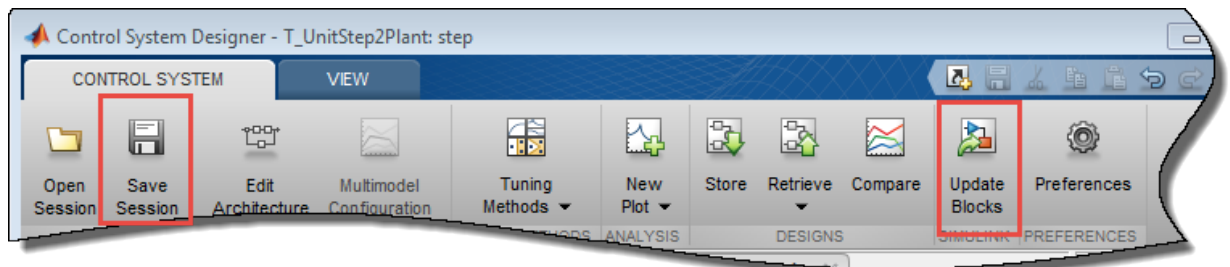 Control System Designer - T_UnitStep2Plant: step
CONTROL SYSTEM VIEW
Open Session
Save Session
Edit Architecture
Multimodel Configuration
Tuning Methods
New Plot
Store
Retrieve
Compare
Update Blocks
Preferences
ANALYSIS
DESIGNS
SIMULINK
PREFERENCES